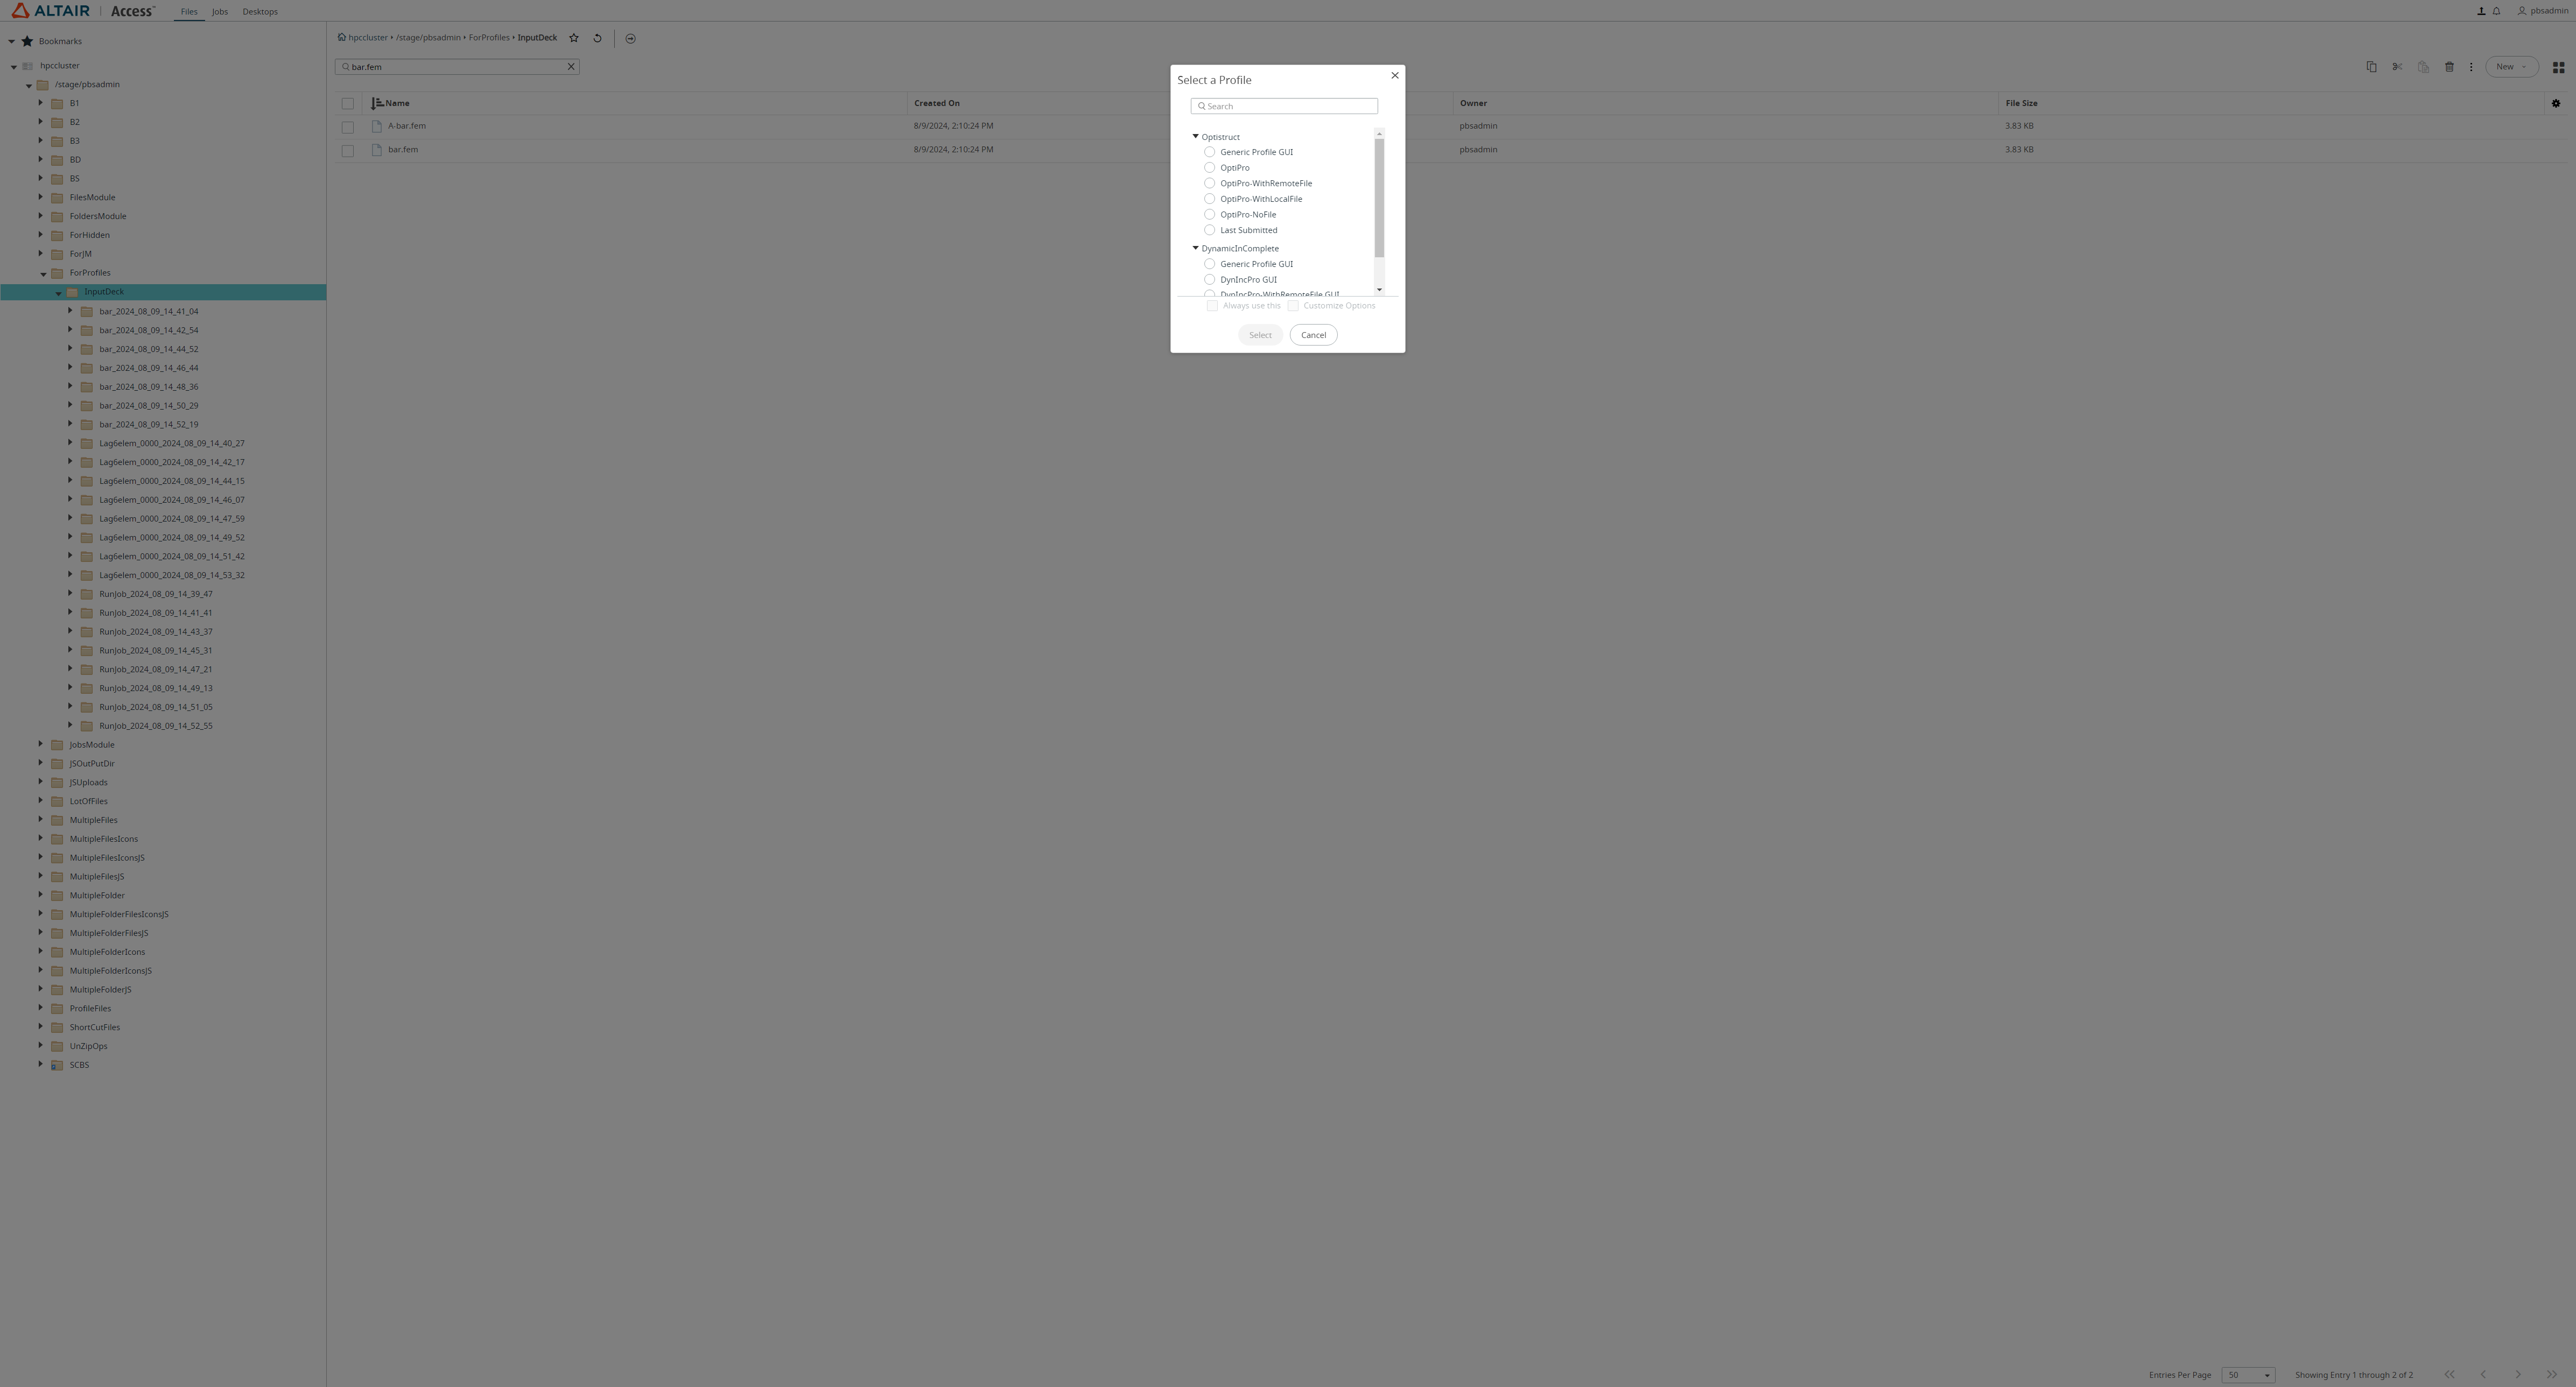 ALTAIR | Access™ Files Jobs Desktops pbsadmin
Bookmarks
hpccluster
/stage/pbsadmin
B1
B2
B3
BD
BS
FilesModule
FoldersModule
ForHidden
ForJM
ForProfiles
InputDeck
bar_2024_08_09_14_41_04
bar_2024_08_09_14_42_54
bar_2024_08_09_14_44_52
bar_2024_08_09_14_46_44
bar_2024_08_09_14_48_36
bar_2024_08_09_14_50_29
bar_2024_08_09_14_52_19
Lag6elem_0000_2024_08_09_14_40_27
Lag6elem_0000_2024_08_09_14_42_17
Lag6elem_0000_2024_08_09_14_44_15
Lag6elem_0000_2024_08_09_14_46_07
Lag6elem_0000_2024_08_09_14_47_59
Lag6elem_0000_2024_08_09_14_49_52
Lag6elem_0000_2024_08_09_14_51_42
Lag6elem_0000_2024_08_09_14_53_32
RunJob_2024_08_09_14_39_47
RunJob_2024_08_09_14_41_41
RunJob_2024_08_09_14_43_37
RunJob_2024_08_09_14_45_31
RunJob_2024_08_09_14_47_21
RunJob_2024_08_09_14_49_13
RunJob_2024_08_09_14_51_05
RunJob_2024_08_09_14_52_55
JobsModule
JSOutPutDir
JSUploads
LotOfFiles
MultipleFiles
MultipleFilesIcons
MultipleFilesIconsJS
MultipleFilesJS
MultipleFolder
MultipleFolderFilesIconsJS
MultipleFolderFilesJS
MultipleFolderIcons
MultipleFolderIconsJS
MultipleFolderJS
ProfileFiles
ShortCutFiles
UnZipOps
SCBS
hpccluster /stage/pbsadmin ForProfiles InputDeck
bar.fem
New
Name Created On Owner File Size
A-bar.fem 8/9/2024, 2:10:24 PM pbsadmin 3.83 KB
bar.fem 8/9/2024, 2:10:24 PM pbsadmin 3.83 KB
Select a Profile
Search
Optistruct
Generic Profile GUI
OptiPro
OptiPro-WithRemoteFile
OptiPro-WithLocalFile
OptiPro-NoFile
Last Submitted
DynamicInComplete
Generic Profile GUI
DynIncPro GUI
DynIncPro-WithRemoteFile GUI
Always use this Customize Options
Select Cancel
Entries Per Page 50 Showing Entry 1 through 2 of 2